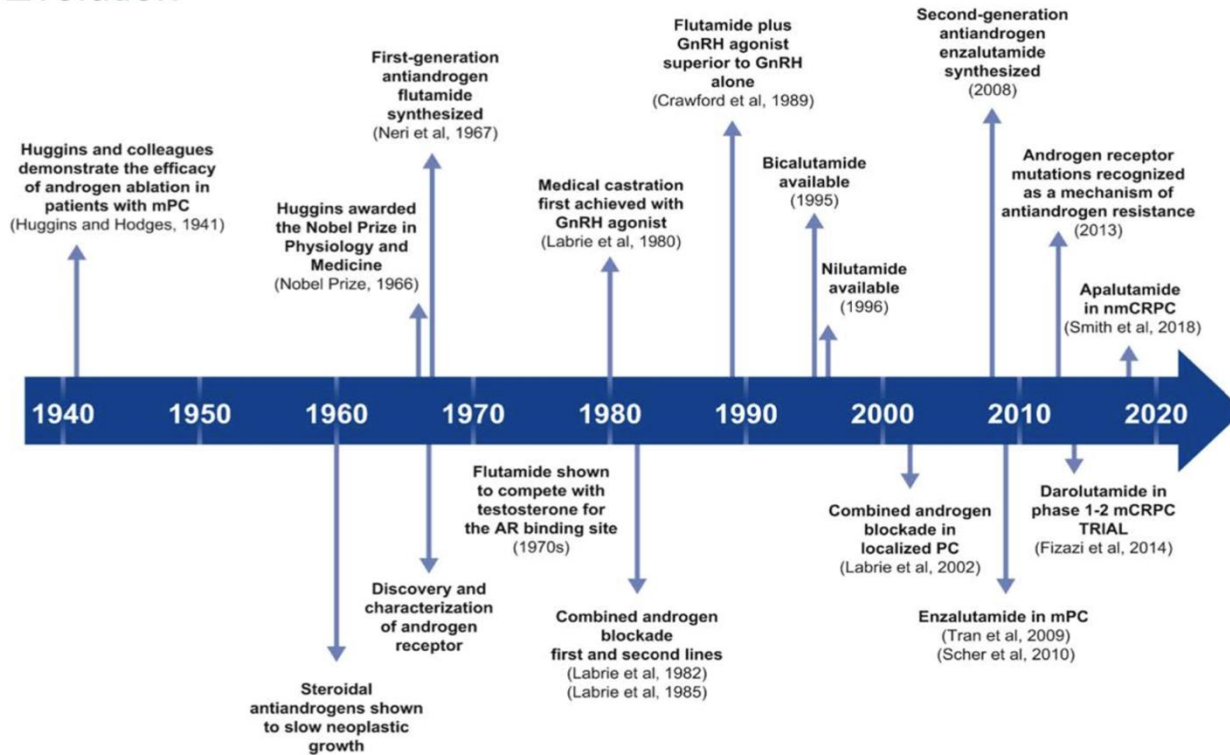 Huggins and colleagues
demonstrate the efficacy
of androgen ablation in
patients with mPC
(Huggins and Hodges, 1941)
Huggins awarded
the Nobel Prize in
Physiology and
Medicine
(Nobel Prize, 1966)
First-generation
antiandrogen
flutamide
synthesized
(Neri et al, 1967)
Medical castration
first achieved with
GnRH agonist
(Labrie et al, 1980)
Flutamide plus
GnRH agonist
superior to GnRH
alone
(Crawford et al, 1989)
Bicalutamide
available
(1995)
Nilutamide
available
(1996)
Second-generation
antiandrogen
enzalutamide
synthesized
(2008)
Androgen receptor
mutations recognized
as a mechanism of
antiandrogen resistance
(2013)
Apalutamide
in nmCRPC
(Smith et al, 2018)
1940 1950 1960 1970 1980 1990 2000 2010 2020
Steroidal
antiandrogens shown
to slow neoplastic
growth
Discovery and
characterization
of androgen
receptor
Flutamide shown
to compete with
testosterone for
the AR binding site
(1970s)
Combined androgen
blockade
first and second lines
(Labrie et al, 1982)
(Labrie et al, 1985)
Combined androgen
blockade in
localized PC
(Labrie et al, 2002)
Enzalutamide in mPC
(Tran et al, 2009)
(Scher et al, 2010)
Darolutamide in
phase 1-2 mCRPC
TRIAL
(Fizazi et al, 2014)